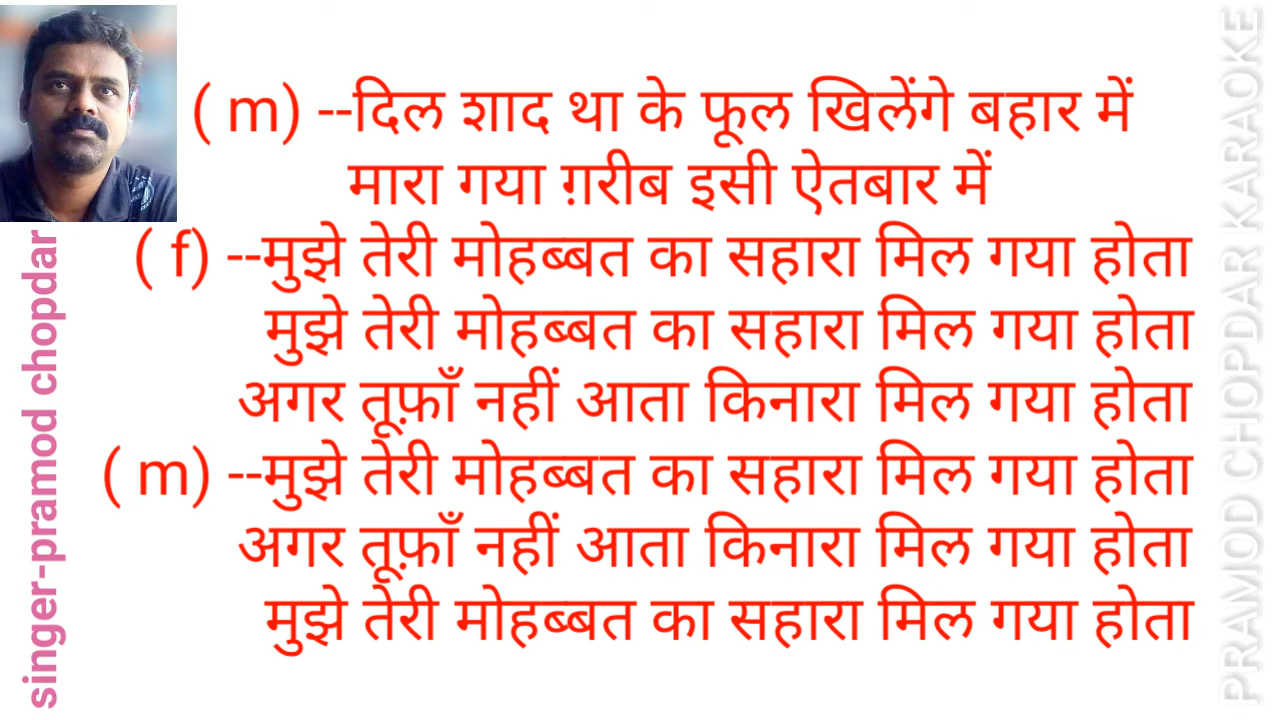 ( m) --दिल शाद था के फूल खिलेंगे बहार में
मारा गया ग़रीब इसी ऐतबार में
( f) --मुझे तेरी मोहब्बत का सहारा मिल गया होता
मुझे तेरी मोहब्बत का सहारा मिल गया होता
अगर तूफ़ाँ नहीं आता किनारा मिल गया होता
( m) --मुझे तेरी मोहब्बत का सहारा मिल गया होता
अगर तूफ़ाँ नहीं आता किनारा मिल गया होता
मुझे तेरी मोहब्बत का सहारा मिल गया होता
singer-pramod chopdar
PRAMOD CHOPDAR KARAOKE